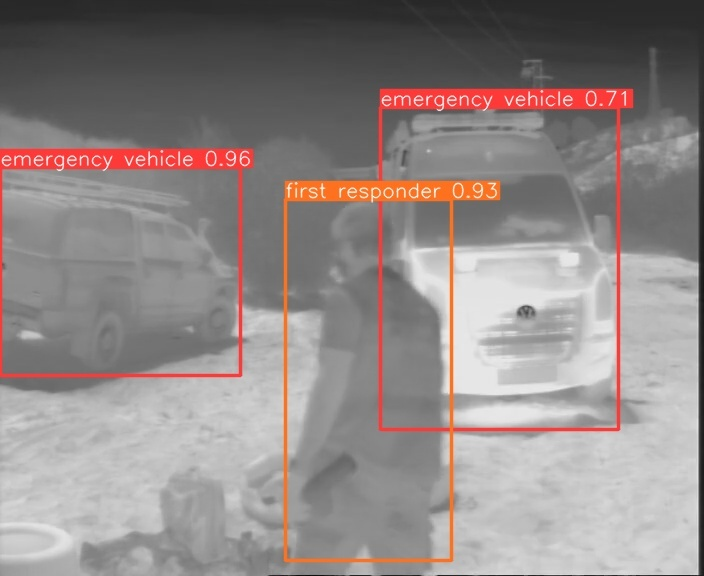 emergency vehicle 0.71
emergency vehicle 0.96
first responder 0.93